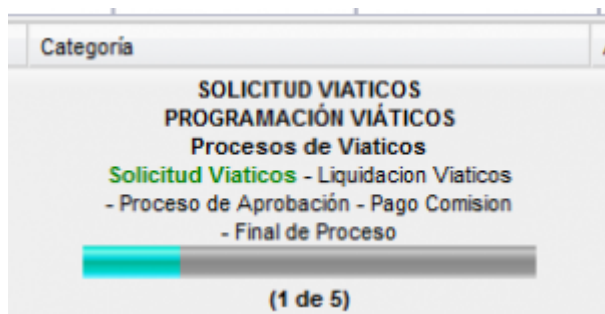 Categoría
SOLICITUD VIATICOS
PROGRAMACIÓN VIÁTICOS
Procesos de Viaticos
Solicitud Viaticos - Liquidacion Viaticos
- Proceso de Aprobación - Pago Comision
- Final de Proceso
(1 de 5)